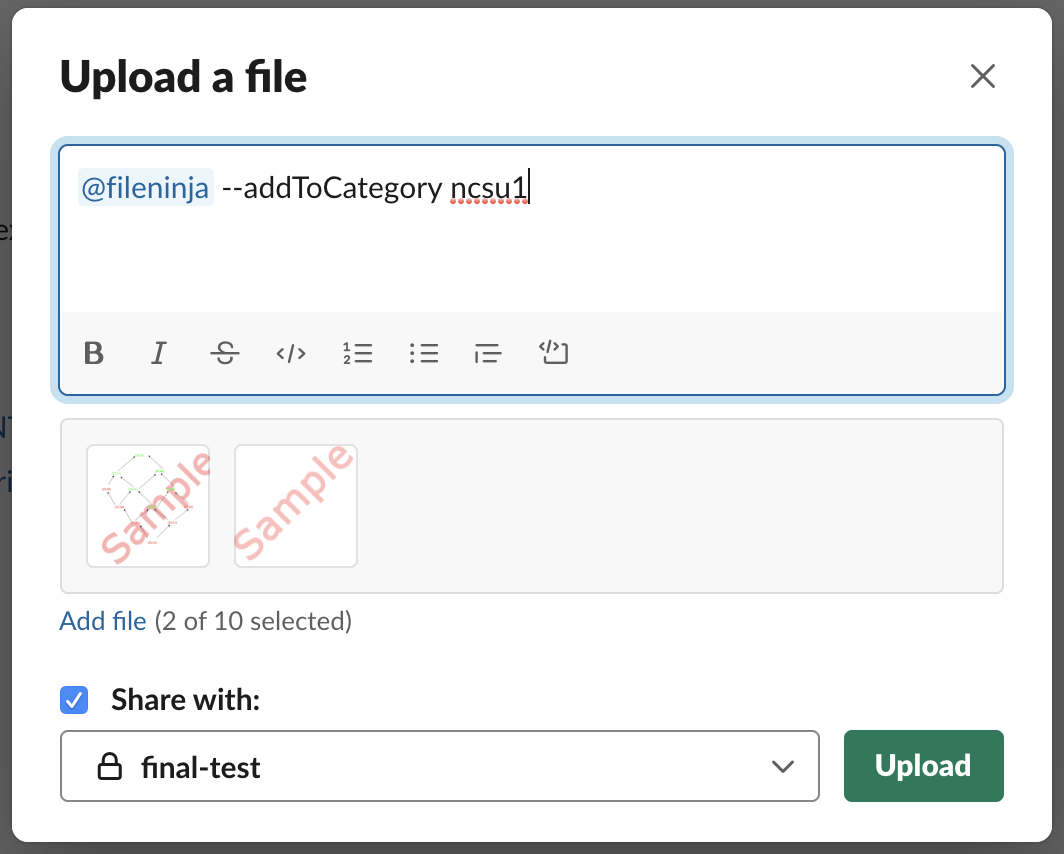 Upload a file
@fileninja --addToCategory ncsu1
B I S </>
Sample
Sample
Add file (2 of 10 selected)
Share with:
final-test
Upload